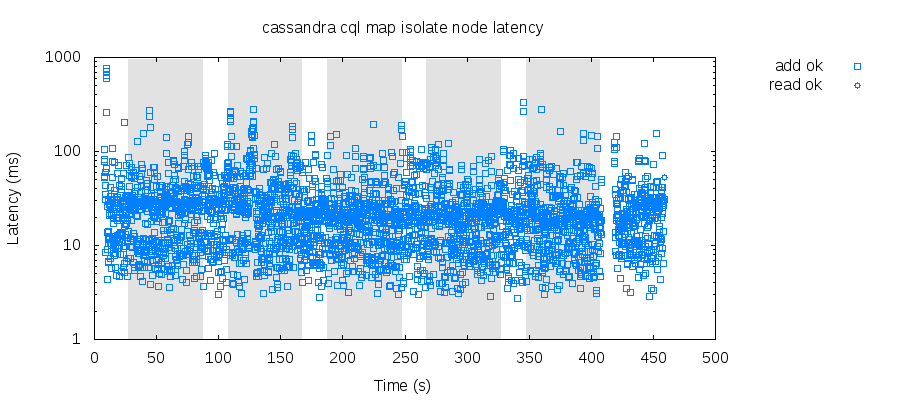 cassandra cql map isolate node latency
add ok
read ok
Latency (ms)
1000
100
10
1
0 50 100 150 200 250 300 350 400 450 500
Time (s)